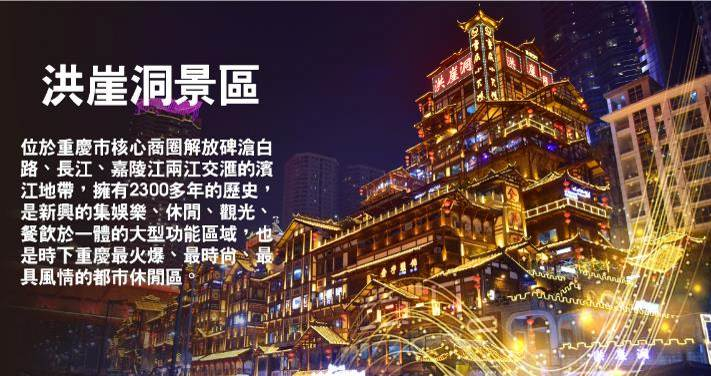 洪崖洞景區
位於重慶市核心商圈解放碑滄白
路、長江、嘉陵江兩江交滙的濱
江地帶，擁有2300多年的歷史，
是新興的集娛樂、休閒、觀光、
餐飲於一體的大型功能區域，也
是時下重慶最火爆、最時尚、最
具風情的都市休閒區。
洪崖洞